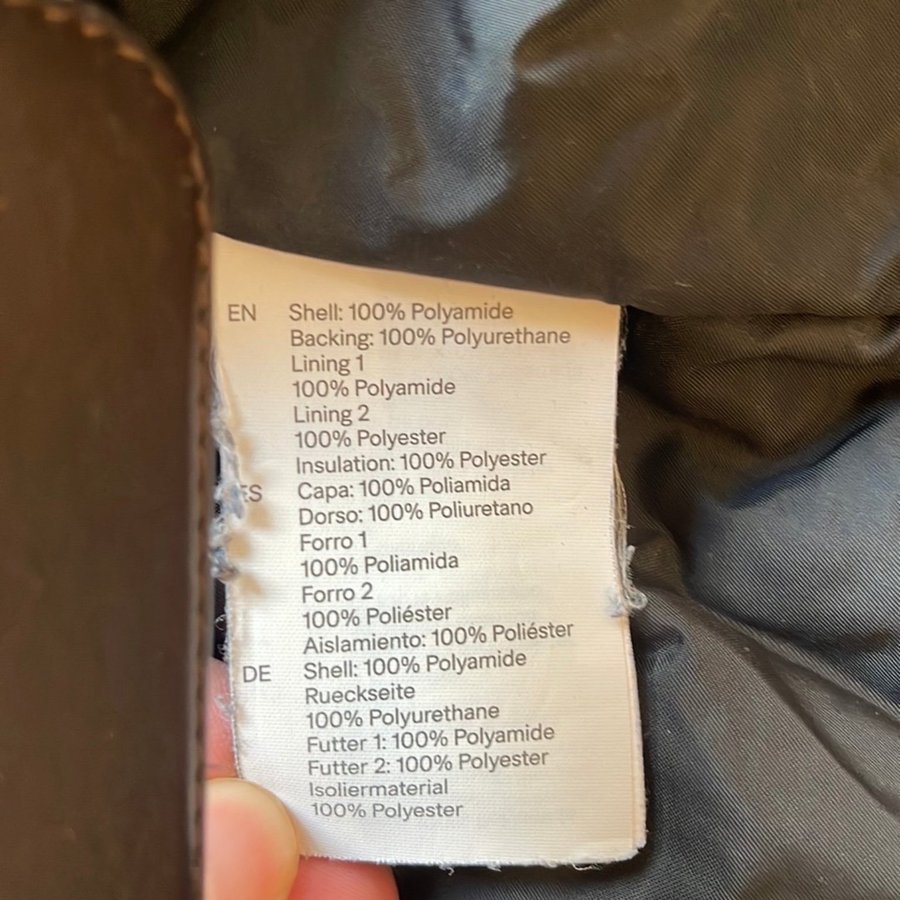 EN Shell: 100% Polyamide
Backing: 100% Polyurethane
Lining 1
100% Polyamide
Lining 2
100% Polyester
Insulation: 100% Polyester
ES Capa: 100% Poliamida
Dorso: 100% Poliuretano
Forro 1
100% Poliamida
Forro 2
100% Poliéster
Aislamiento: 100% Poliéster
DE Shell: 100% Polyamide
Rueckseite
100% Polyurethane
Futter 1: 100% Polyamide
Futter 2: 100% Polyester
Isoliermaterial
100% Polyester